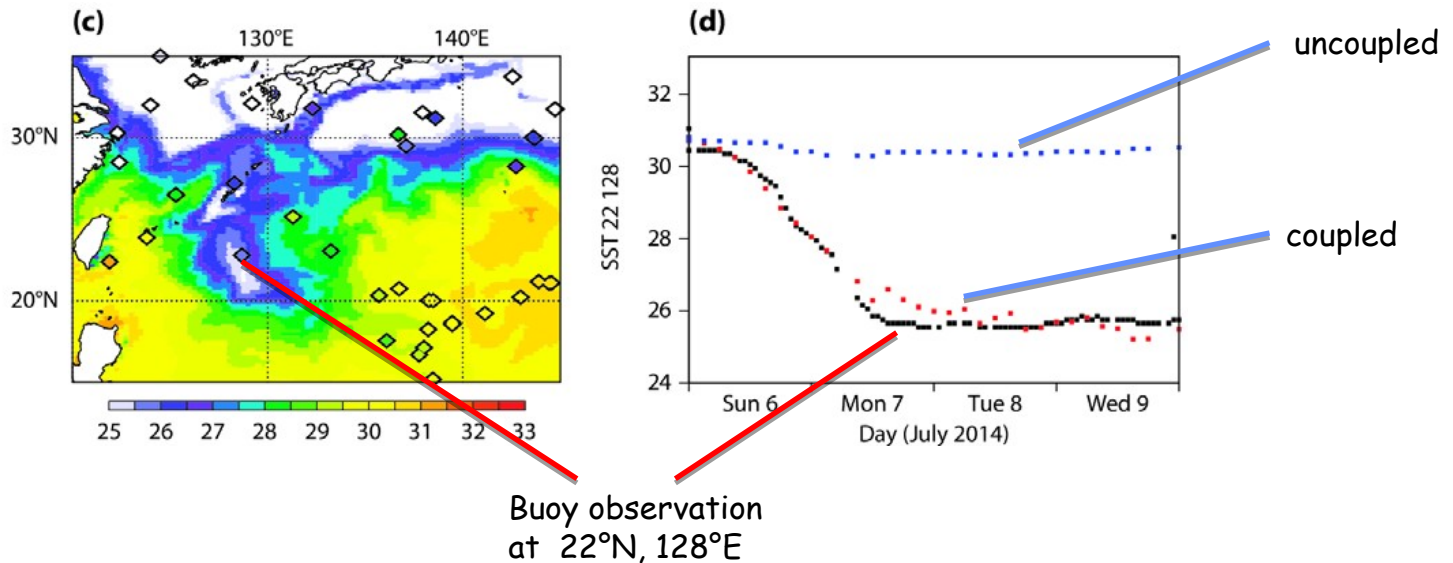 (c)
130°E 140°E
30°N
20°N
25 26 27 28 29 30 31 32 33
(d)
32
30
28
26
24
SST 22 128
Sun 6 Mon 7 Tue 8 Wed 9
Day (July 2014)
uncoupled
coupled
Buoy observation
at 22°N, 128°E